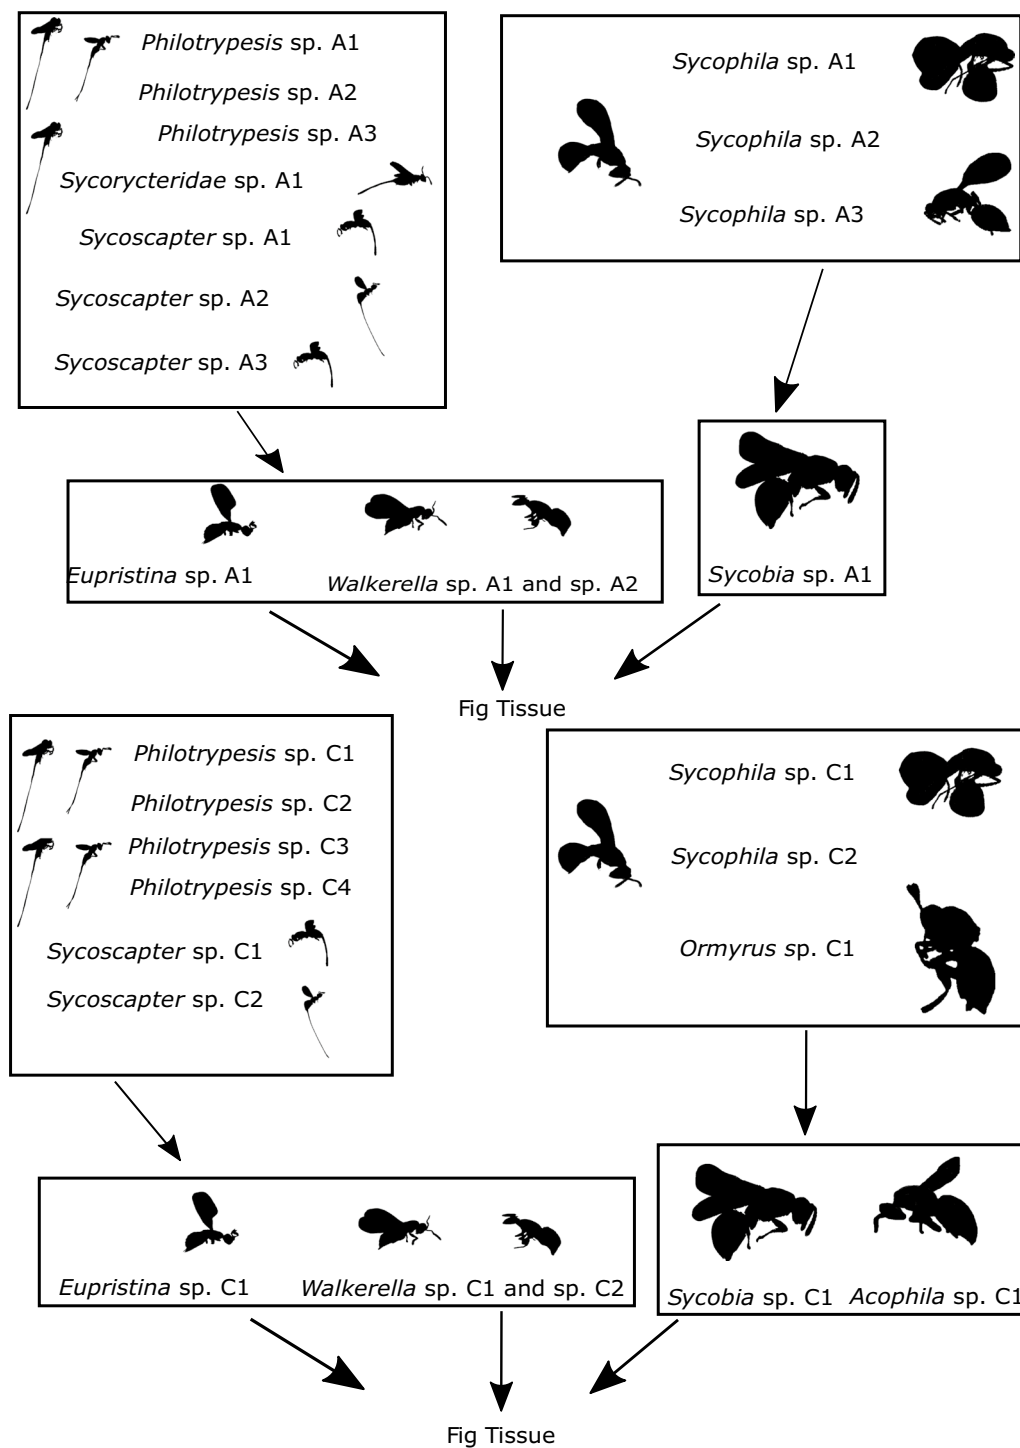 Philotrypesis sp. A1
Philotrypesis sp. A2
Philotrypesis sp. A3
Sycorycteridae sp. A1
Sycoscapter sp. A1
Sycoscapter sp. A2
Sycoscapter sp. A3
Sycophila sp. A1
Sycophila sp. A2
Sycophila sp. A3
Eupristina sp. A1
Walkerella sp. A1 and sp. A2
Sycobia sp. A1
Fig Tissue
Philotrypesis sp. C1
Philotrypesis sp. C2
Philotrypesis sp. C3
Philotrypesis sp. C4
Sycoscapter sp. C1
Sycoscapter sp. C2
Sycophila sp. C1
Sycophila sp. C2
Ormyrus sp. C1
Eupristina sp. C1
Walkerella sp. C1 and sp. C2
Sycobia sp. C1
Acophila sp. C1
Fig Tissue